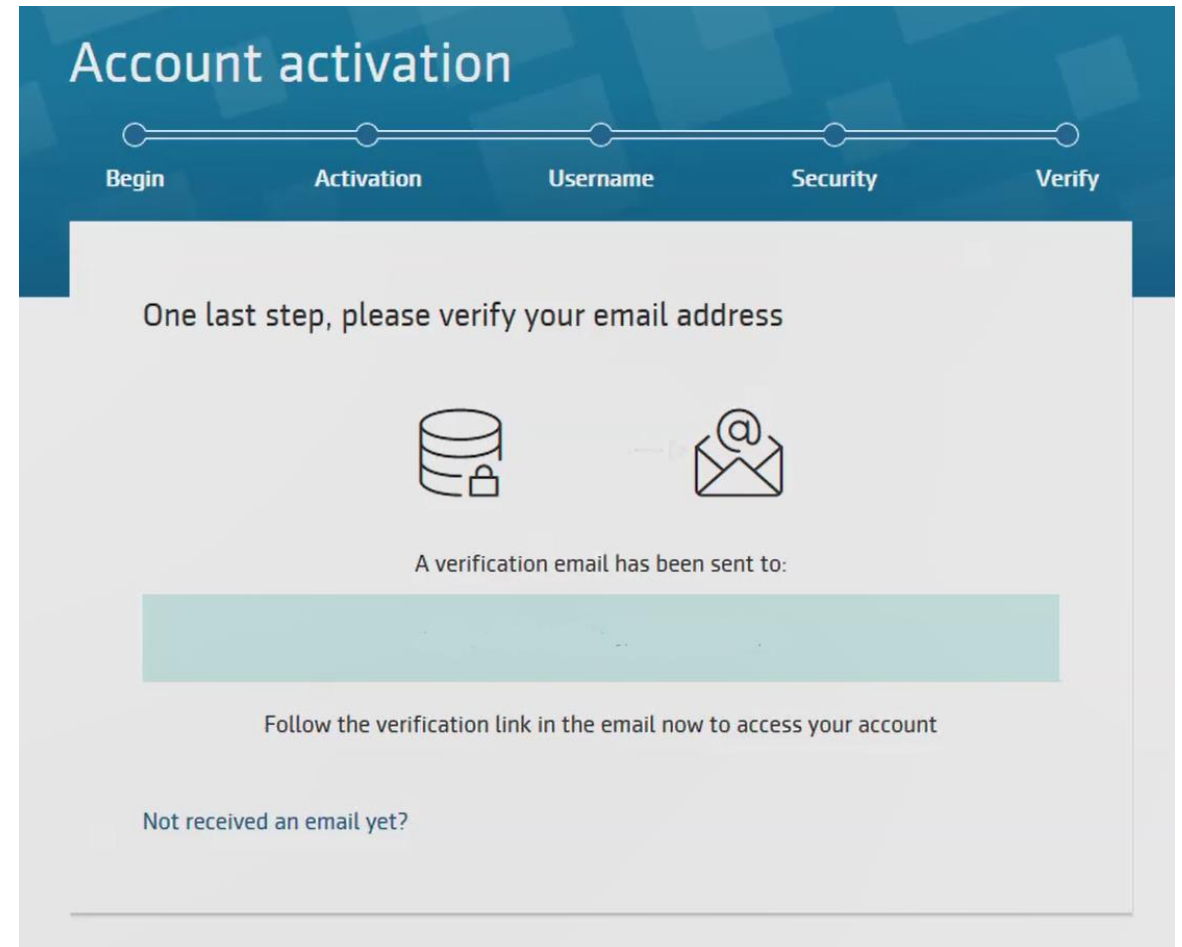 Account activation
Begin Activation Username Security Verify
One last step, please verify your email address
@
A verification email has been sent to:
Follow the verification link in the email now to access your account
Not received an email yet?